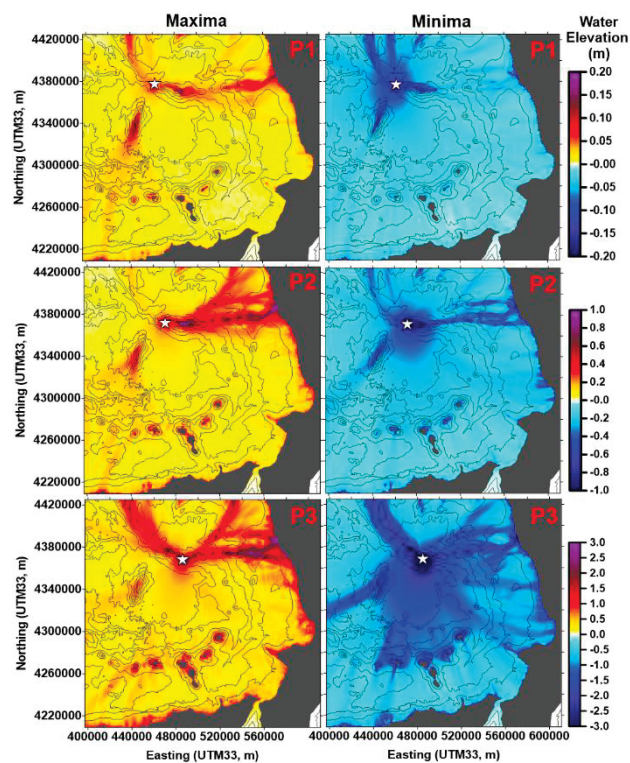 Maxima
Minima
Water
Elevation
(m)
P1
P1
4420000
4380000
4340000
4300000
4260000
4220000
Northing (UTM33, m)
0.20
0.15
0.10
0.05
-0.00
-0.05
-0.10
-0.15
-0.20
P2
P2
4420000
4380000
4340000
4300000
4260000
4220000
Northing (UTM33, m)
1.0
0.8
0.6
0.4
0.2
-0.0
-0.2
-0.4
-0.6
-0.8
-1.0
P3
P3
4420000
4380000
4340000
4300000
4260000
4220000
Northing (UTM33, m)
3.0
2.5
2.0
1.5
1.0
0.5
0.0
-0.5
-1.0
-1.5
-2.0
-2.5
-3.0
400000 440000 480000 520000 560000
400000 440000 480000 520000 560000 600000
Easting (UTM33, m)
Easting (UTM33, m)